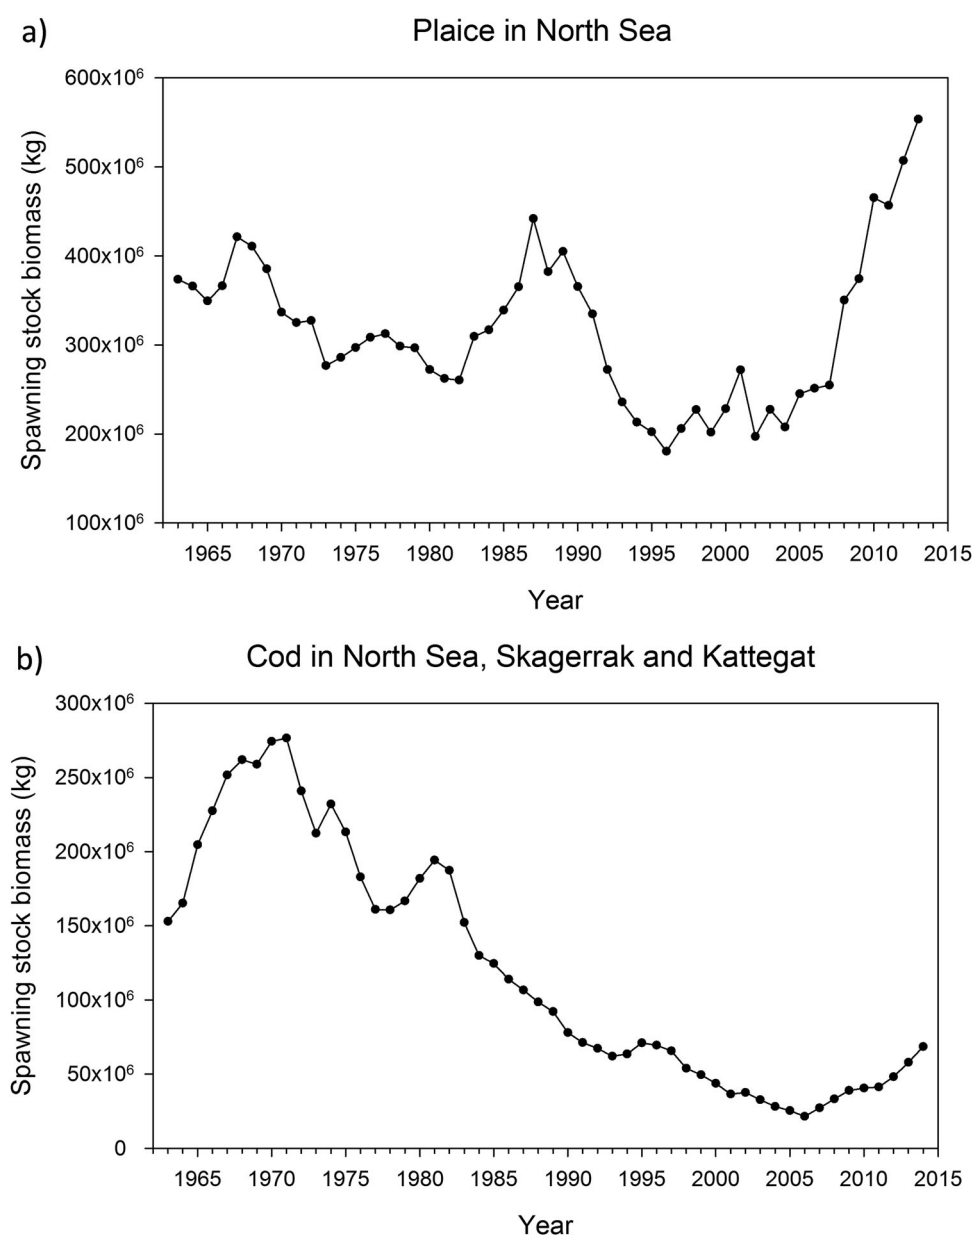 a)
Plaice in North Sea
Spawning stock biomass (kg)
600x10⁶
500x10⁶
400x10⁶
300x10⁶
200x10⁶
100x10⁶
1965 1970 1975 1980 1985 1990 1995 2000 2005 2010 2015
Year
b)
Cod in North Sea, Skagerrak and Kattegat
Spawning stock biomass (kg)
300x10⁶
250x10⁶
200x10⁶
150x10⁶
100x10⁶
50x10⁶
0
1965 1970 1975 1980 1985 1990 1995 2000 2005 2010 2015
Year